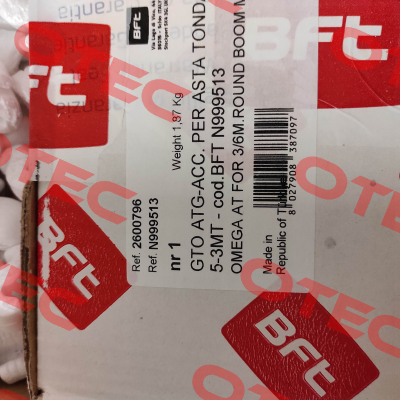 BFT
Ref. 2600796
Ref. N999513
nr 1
Weight 1,37 Kg
GTO ATG-ACC. PER ASTA TONDA
5-3MT - cod.BFT N999513
OMEGA AT FOR 3/6M.ROUND BOOM
8 027908 387097
Made in
Republic of
BFt
BFt
BFt
OTEC
OTEC
OTEC
OTEC